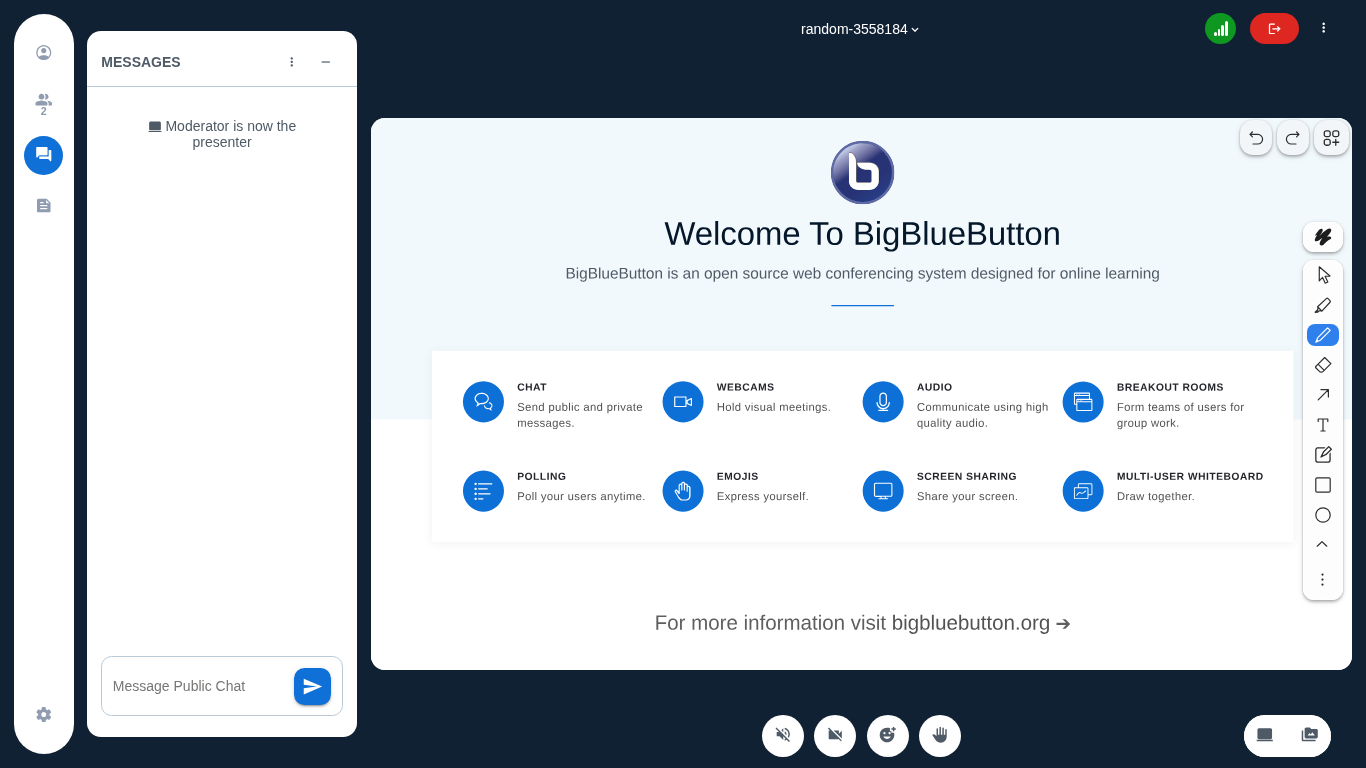 random-3558184
2
MESSAGES
Moderator is now the
presenter
Message Public Chat
Welcome To BigBlueButton
BigBlueButton is an open source web conferencing system designed for online learning
CHAT
Send public and private
messages.
WEBCAMS
Hold visual meetings.
AUDIO
Communicate using high
quality audio.
BREAKOUT ROOMS
Form teams of users for
group work.
POLLING
Poll your users anytime.
EMOJIS
Express yourself.
SCREEN SHARING
Share your screen.
MULTI-USER WHITEBOARD
Draw together.
For more information visit bigbluebutton.org ➔